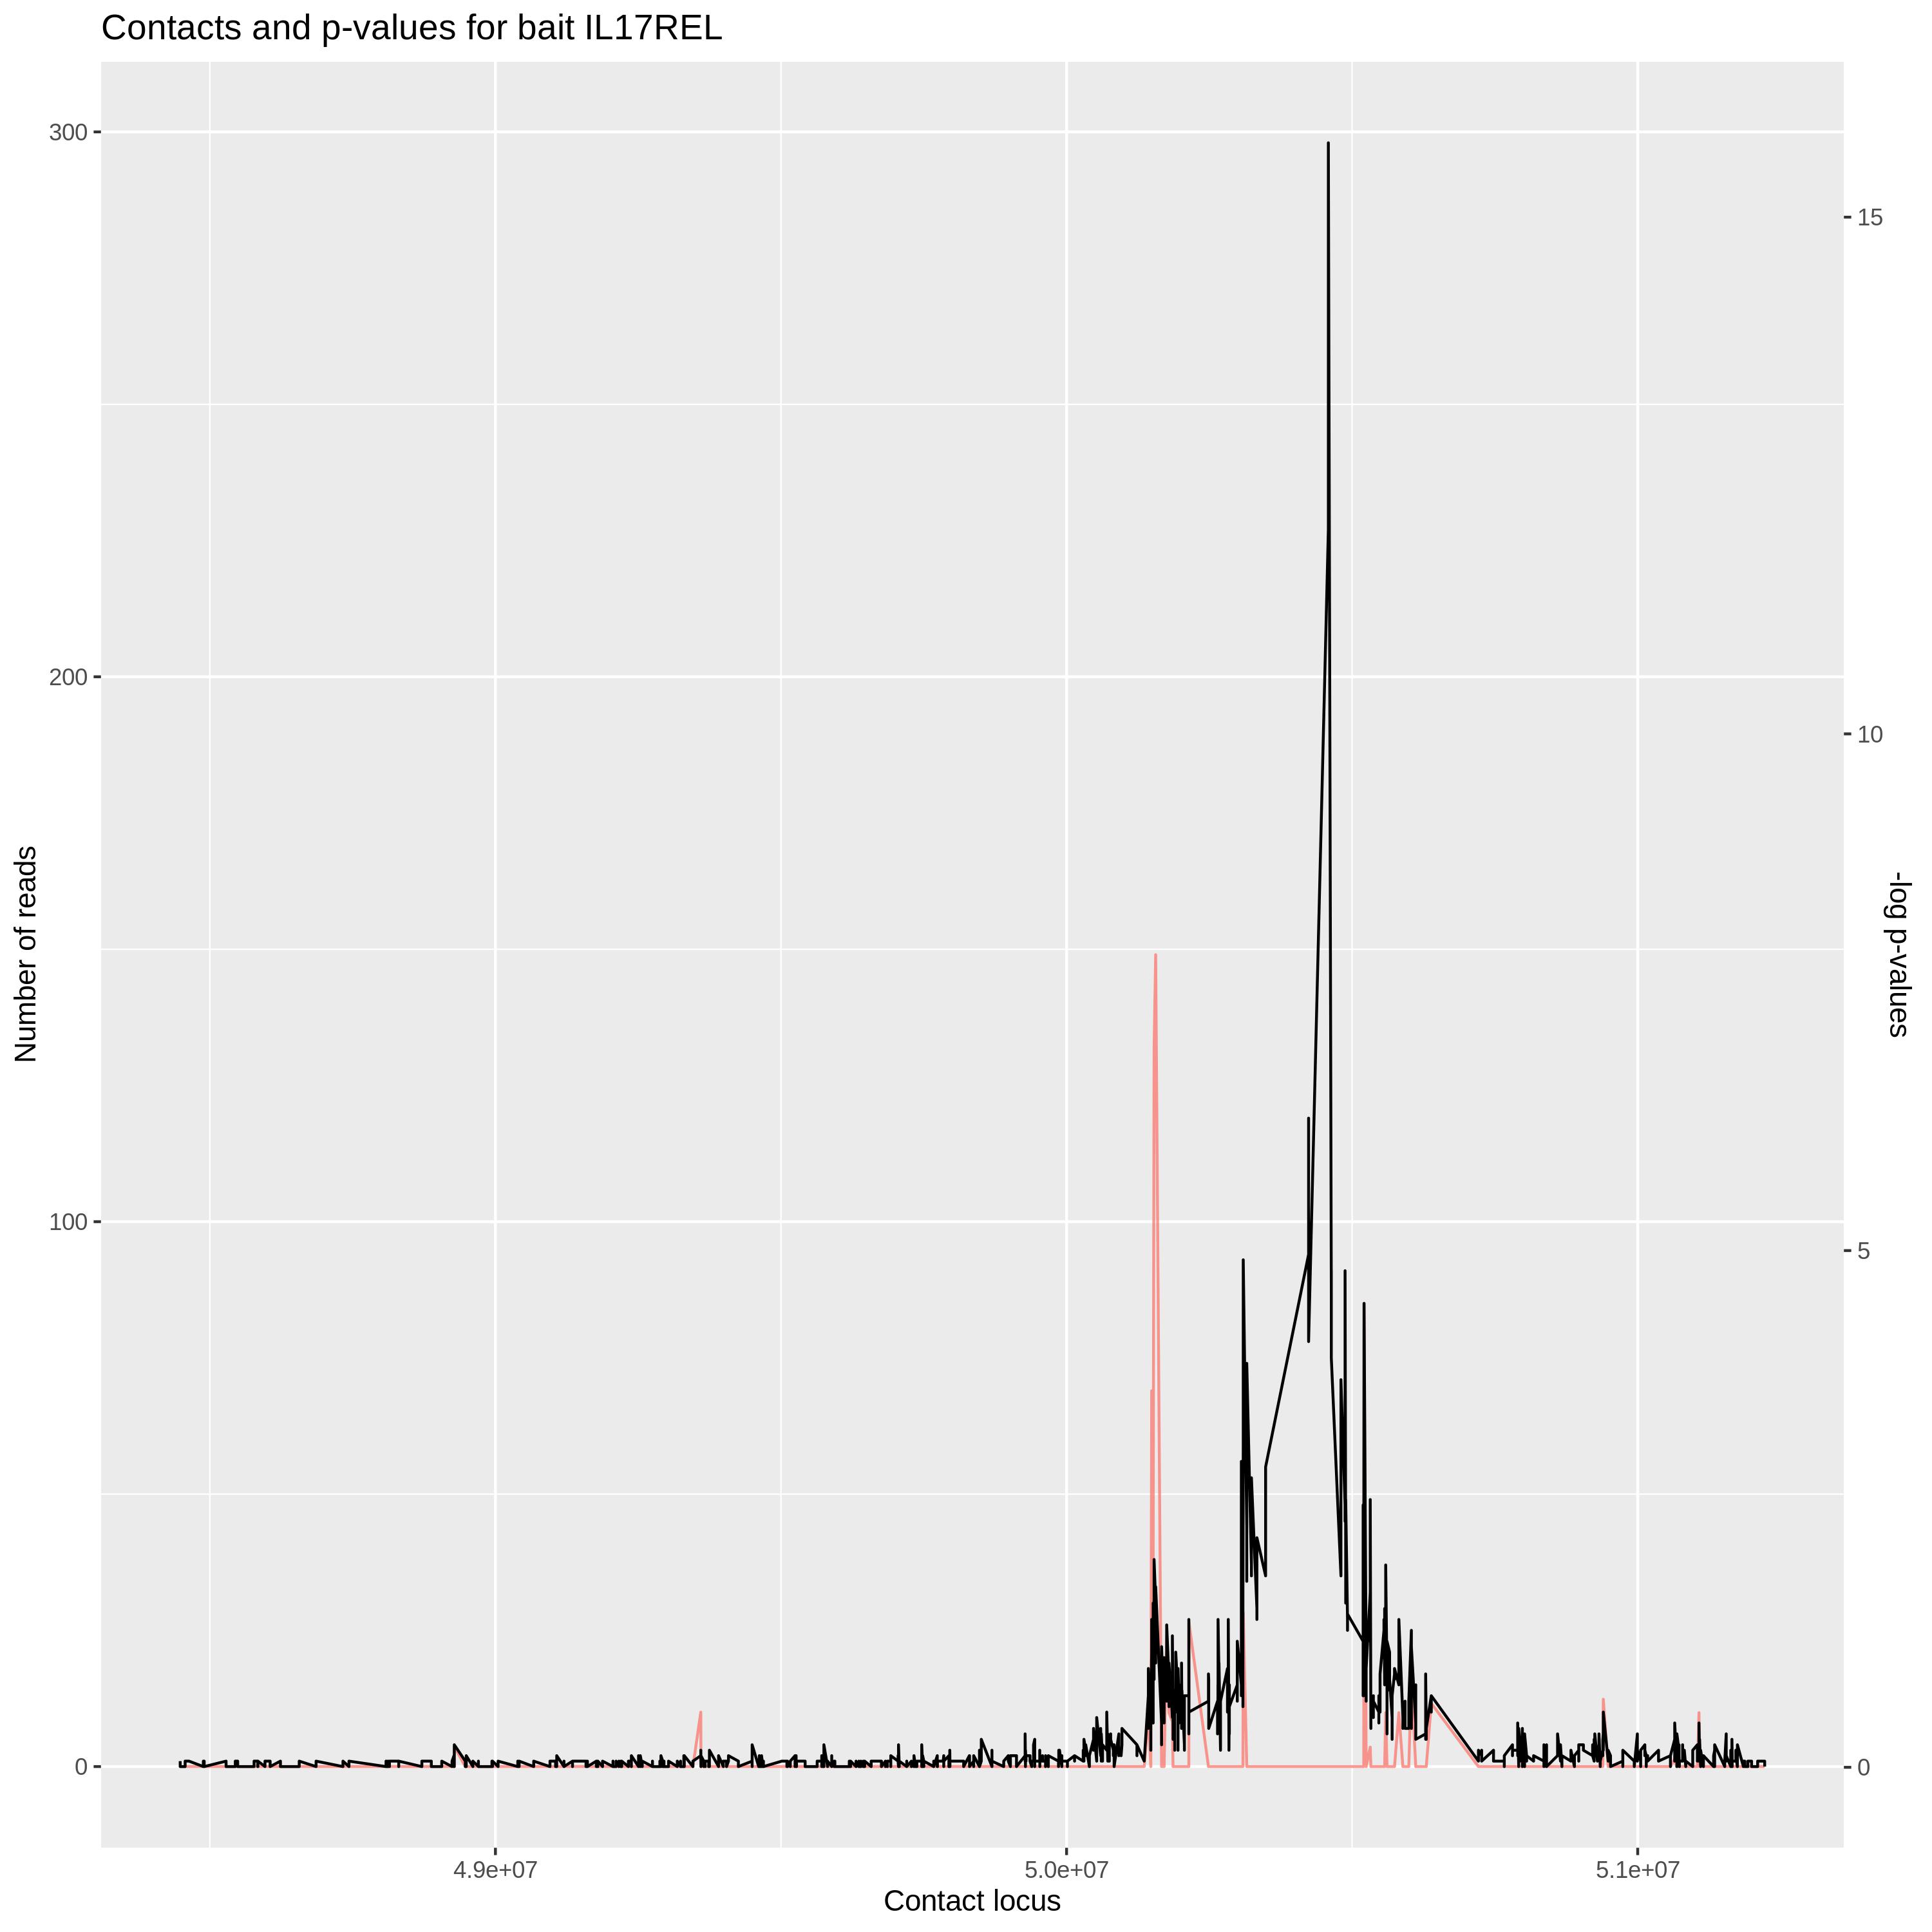 Contacts and p-values for bait IL17REL
300
200
100
0
Number of reads
15
10
5
0
-log p-values
4.9e+07
5.0e+07
5.1e+07
Contact locus